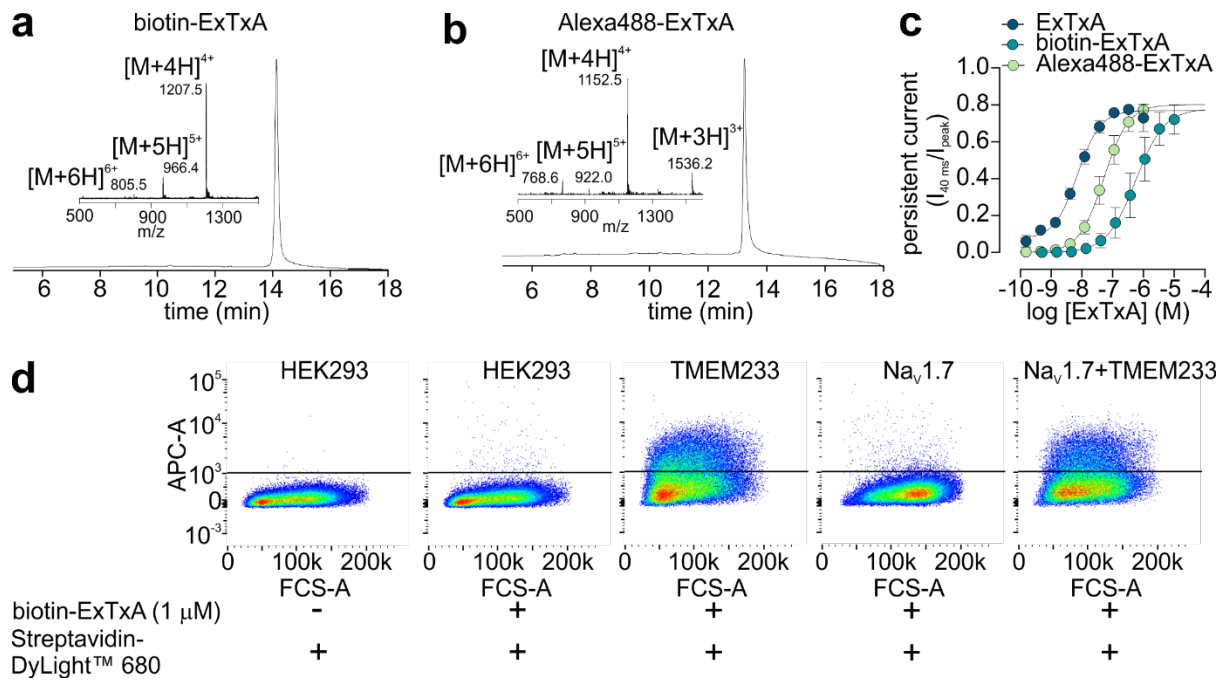 a
biotin-ExTxA
[M+4H]4+
1207.5
[M+5H]5+
[M+6H]6+ 966.4
805.5
500 900 1300
m/z
6 8 10 12 14 16 18
time (min)
b
Alexa488-ExTxA
[M+4H]4+
1152.5
[M+3H]3+
[M+6H]6+ [M+5H]5+
768.6 922.0 1536.2
500 900 1300
m/z
6 8 10 12 14 16 18
time (min)
c
ExTxA
biotin-ExTxA
Alexa488-ExTxA
persistent current
(I40 ms/Ipeak)
1.0
0.8
0.6
0.4
0.2
0.0
-10 -9 -8 -7 -6 -5 -4
log [ExTxA] (M)
d
HEK293 HEK293 TMEM233 NaV1.7 NaV1.7+TMEM233
APC-A
105
104
103
0
10-3
0 100k 200k 0 100k 200k 0 100k 200k 0 100k 200k 0 100k 200k
FCS-A FCS-A FCS-A FCS-A FCS-A
biotin-ExTxA (1 μM) - + + + +
Streptavidin-
DyLight™ 680 + + + + +